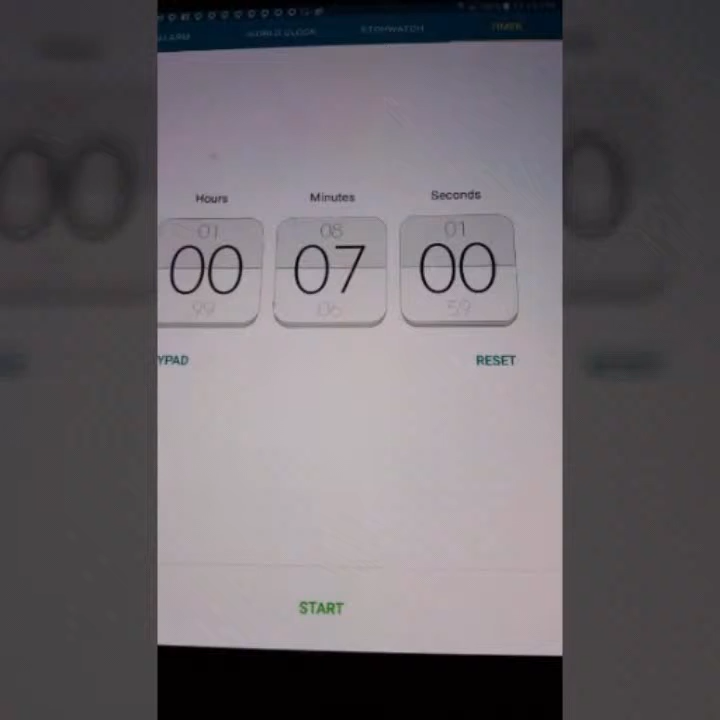 ALARM WORLD CLOCK STOPWATCH TIMER
Hours Minutes Seconds
01 08 01
00 07 00
99 06 59
YPAD RESET
START